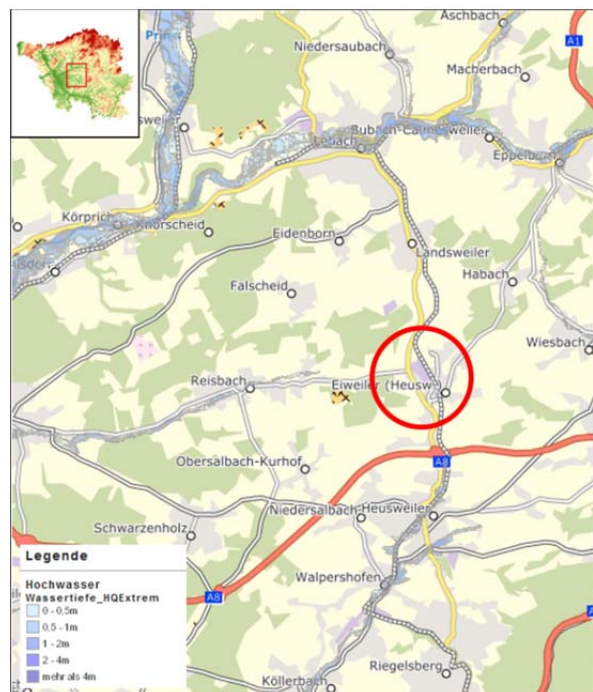 Prims
Aschbach
A1
Niedersaubach
Macherbach
Bubach-Calmesweiler
Lebach
Körprich
Knorscheid
Eidenborn
Landsweiler
Habach
Falscheid
Wiesbach
Reisbach
Eiweiler (Heusw.)
Obersalbach-Kurhof
A8
Niedersalbach
Heusweiler
Schwarzenholz
Walpershofen
A8
Köllerbach
Riegelsberg
Legende
Hochwasser
Wassertiefe_HQExtrem
0 - 0,5m
0,5 - 1m
1 - 2m
2 - 4m
mehr als 4m